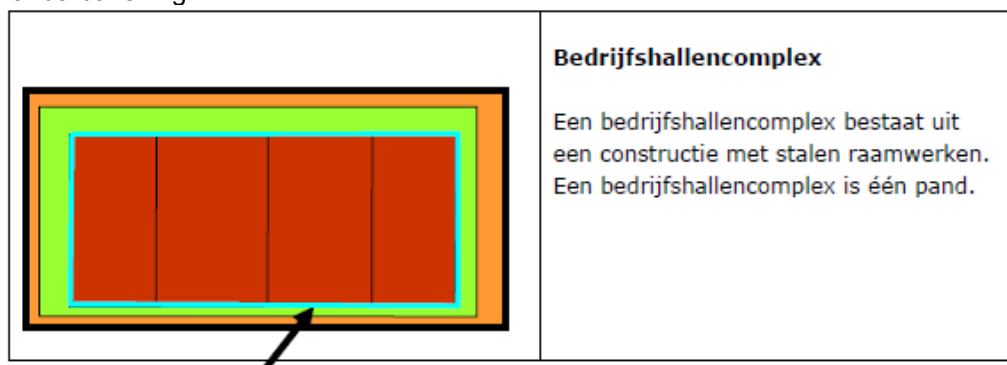 Bedrijfshallencomplex
Een bedrijfshallencomplex bestaat uit
een constructie met stalen raamwerken.
Een bedrijfshallencomplex is één pand.